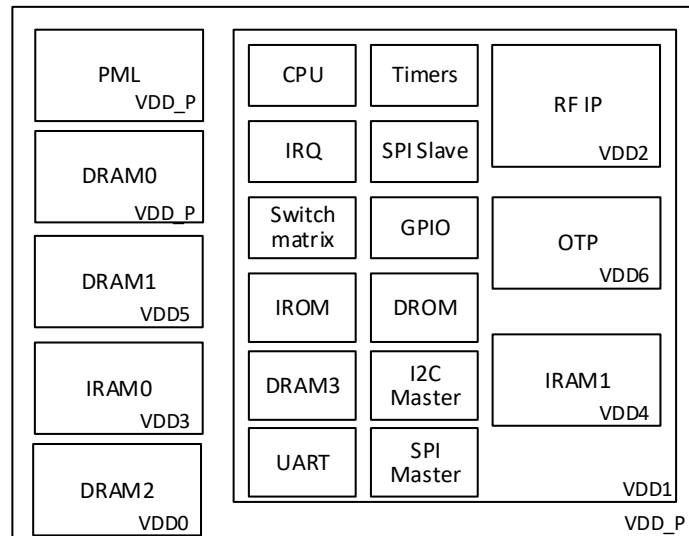 PML
VDD_P
DRAM0
VDD_P
DRAM1
VDD5
IRAM0
VDD3
DRAM2
VDD0
CPU
Timers
IRQ
SPI Slave
Switch
matrix
GPIO
IROM
DROM
DRAM3
I2C
Master
UART
SPI
Master
RF IP
VDD2
OTP
VDD6
IRAM1
VDD4
VDD1
VDD_P